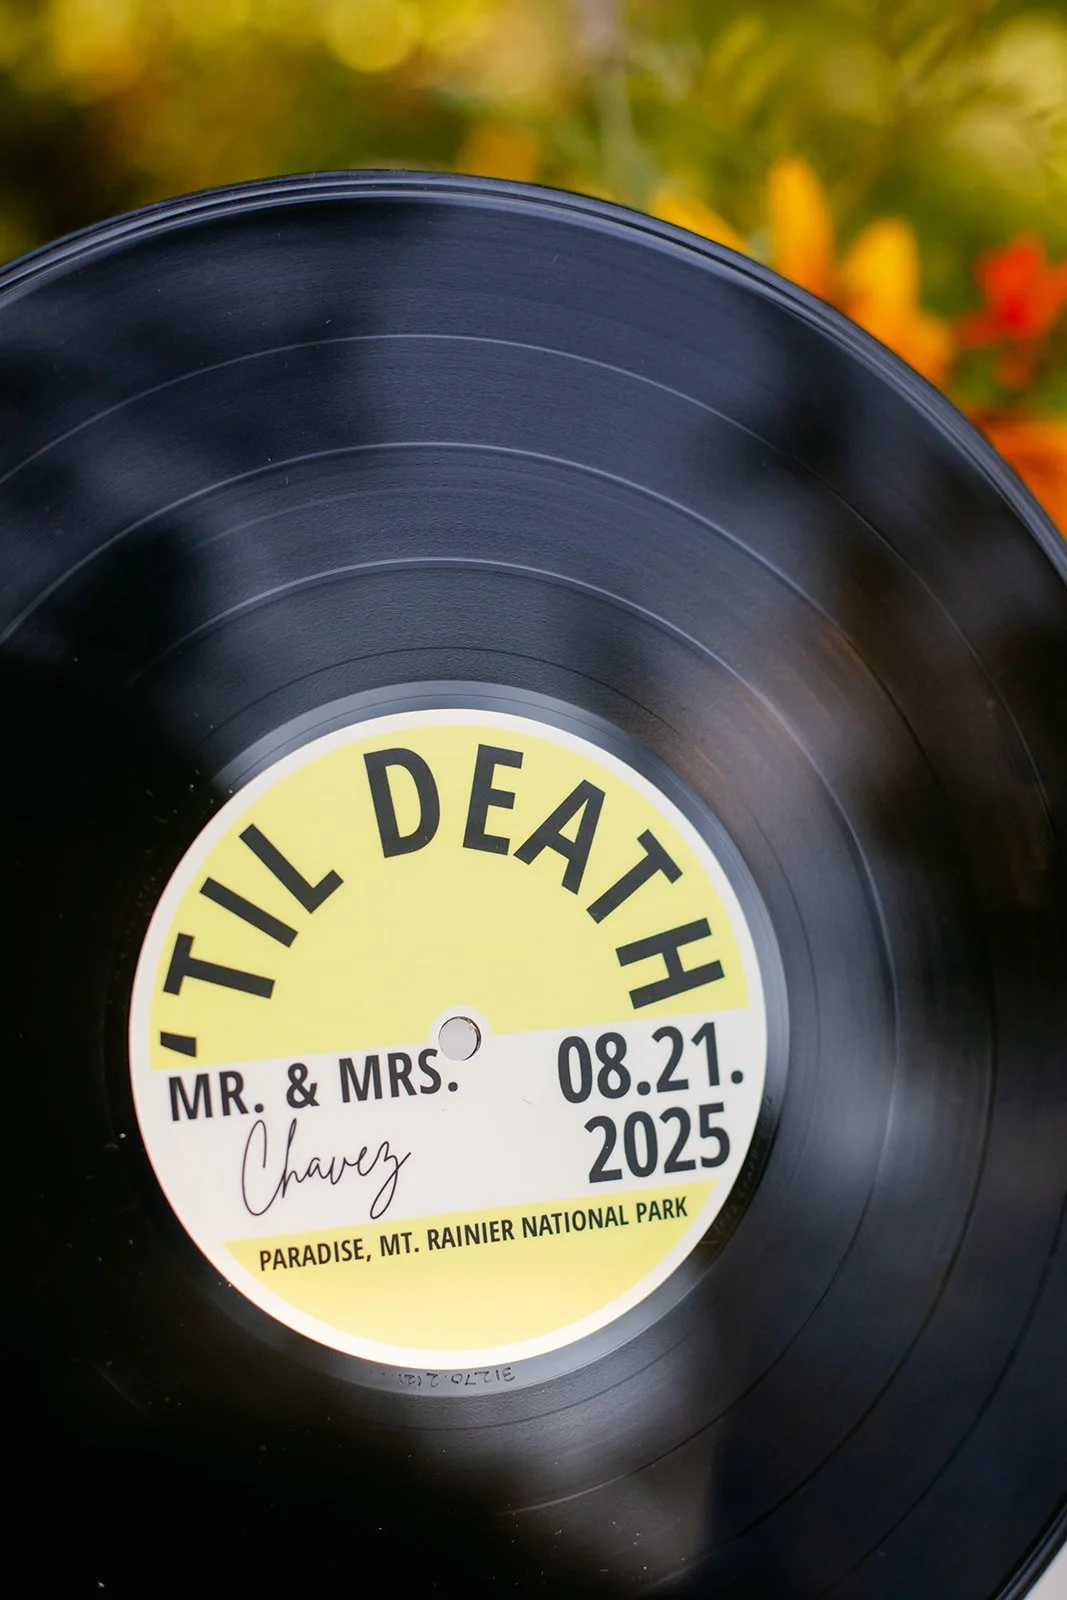 'TIL DEATH
MR. & MRS.
Chavez
08.21.
2025
PARADISE, MT. RAINIER NATIONAL PARK